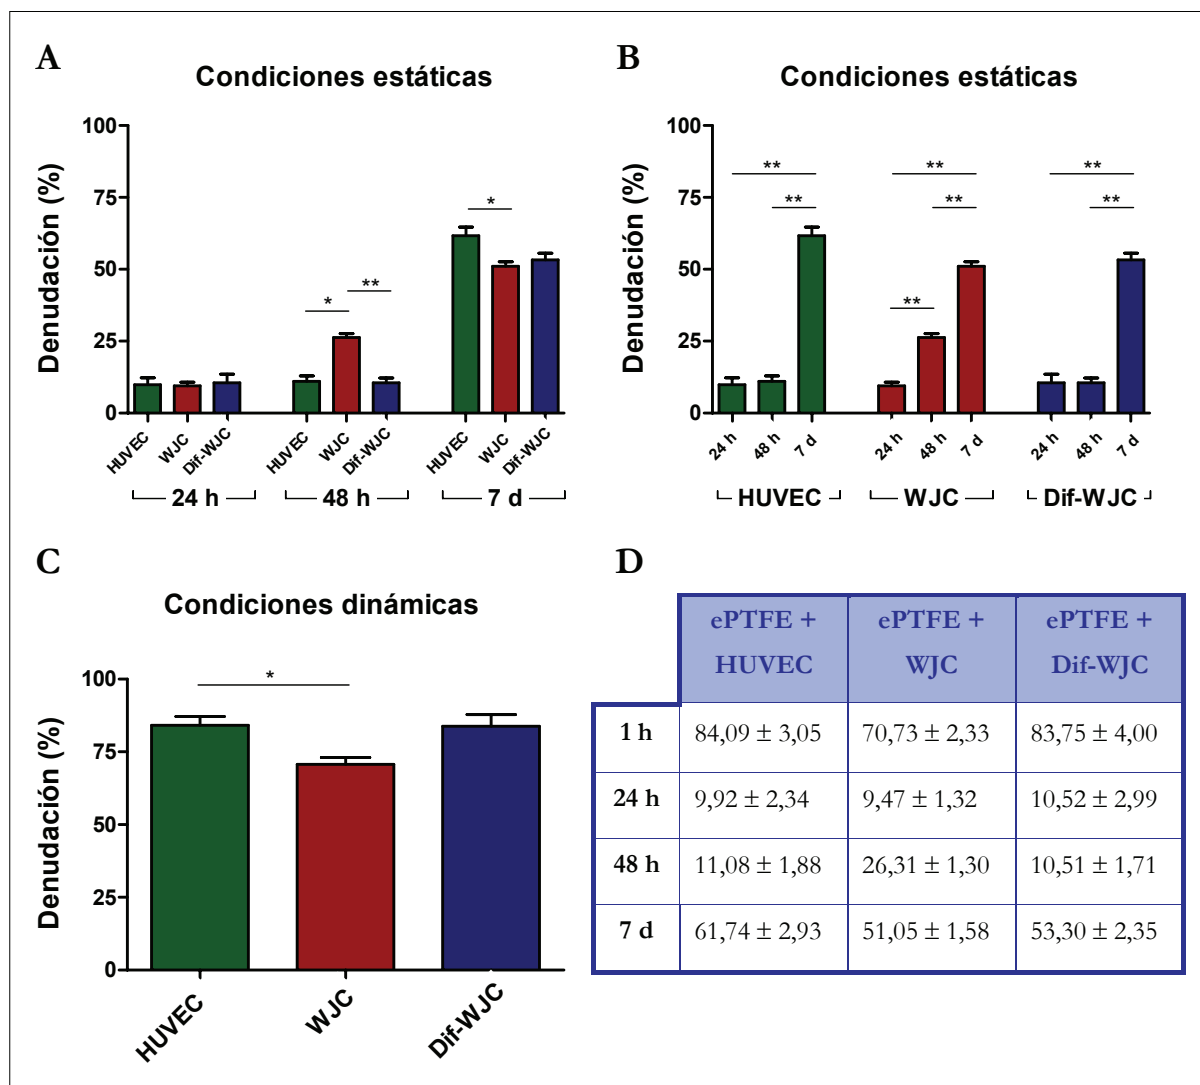 A
Condiciones estáticas
Denudación (%)
100
75
50
25
0
*
**
*
HUVEC
WJC
Dif-WJC
HUVEC
WJC
Dif-WJC
HUVEC
WJC
Dif-WJC
24 h
48 h
7 d
B
Condiciones estáticas
Denudación (%)
100
75
50
25
0
**
**
**
**
**
**
**
24 h
48 h
7 d
24 h
48 h
7 d
24 h
48 h
7 d
HUVEC
WJC
Dif-WJC
C
Condiciones dinámicas
Denudación (%)
100
75
50
25
0
*
HUVEC
WJC
Dif-WJC
D
ePTFE + HUVEC
ePTFE + WJC
ePTFE + Dif-WJC
1 h 84,09 ± 3,05 70,73 ± 2,33 83,75 ± 4,00
24 h 9,92 ± 2,34 9,47 ± 1,32 10,52 ± 2,99
48 h 11,08 ± 1,88 26,31 ± 1,30 10,51 ± 1,71
7 d 61,74 ± 2,93 51,05 ± 1,58 53,30 ± 2,35